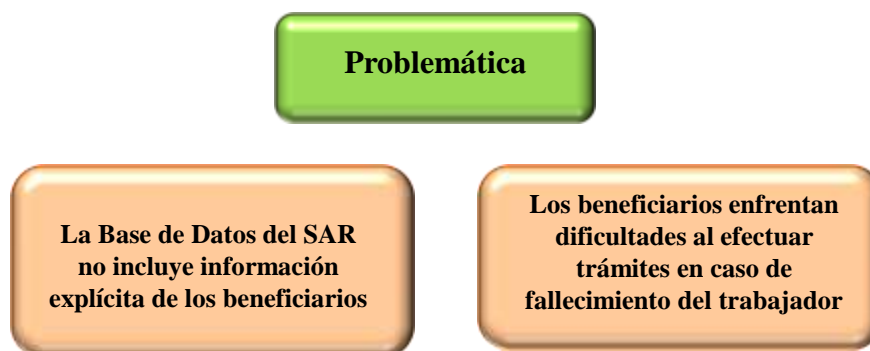 Problemática
La Base de Datos del SAR
no incluye información
explícita de los beneficiarios
Los beneficiarios enfrentan
dificultades al efectuar
trámites en caso de
fallecimiento del trabajador